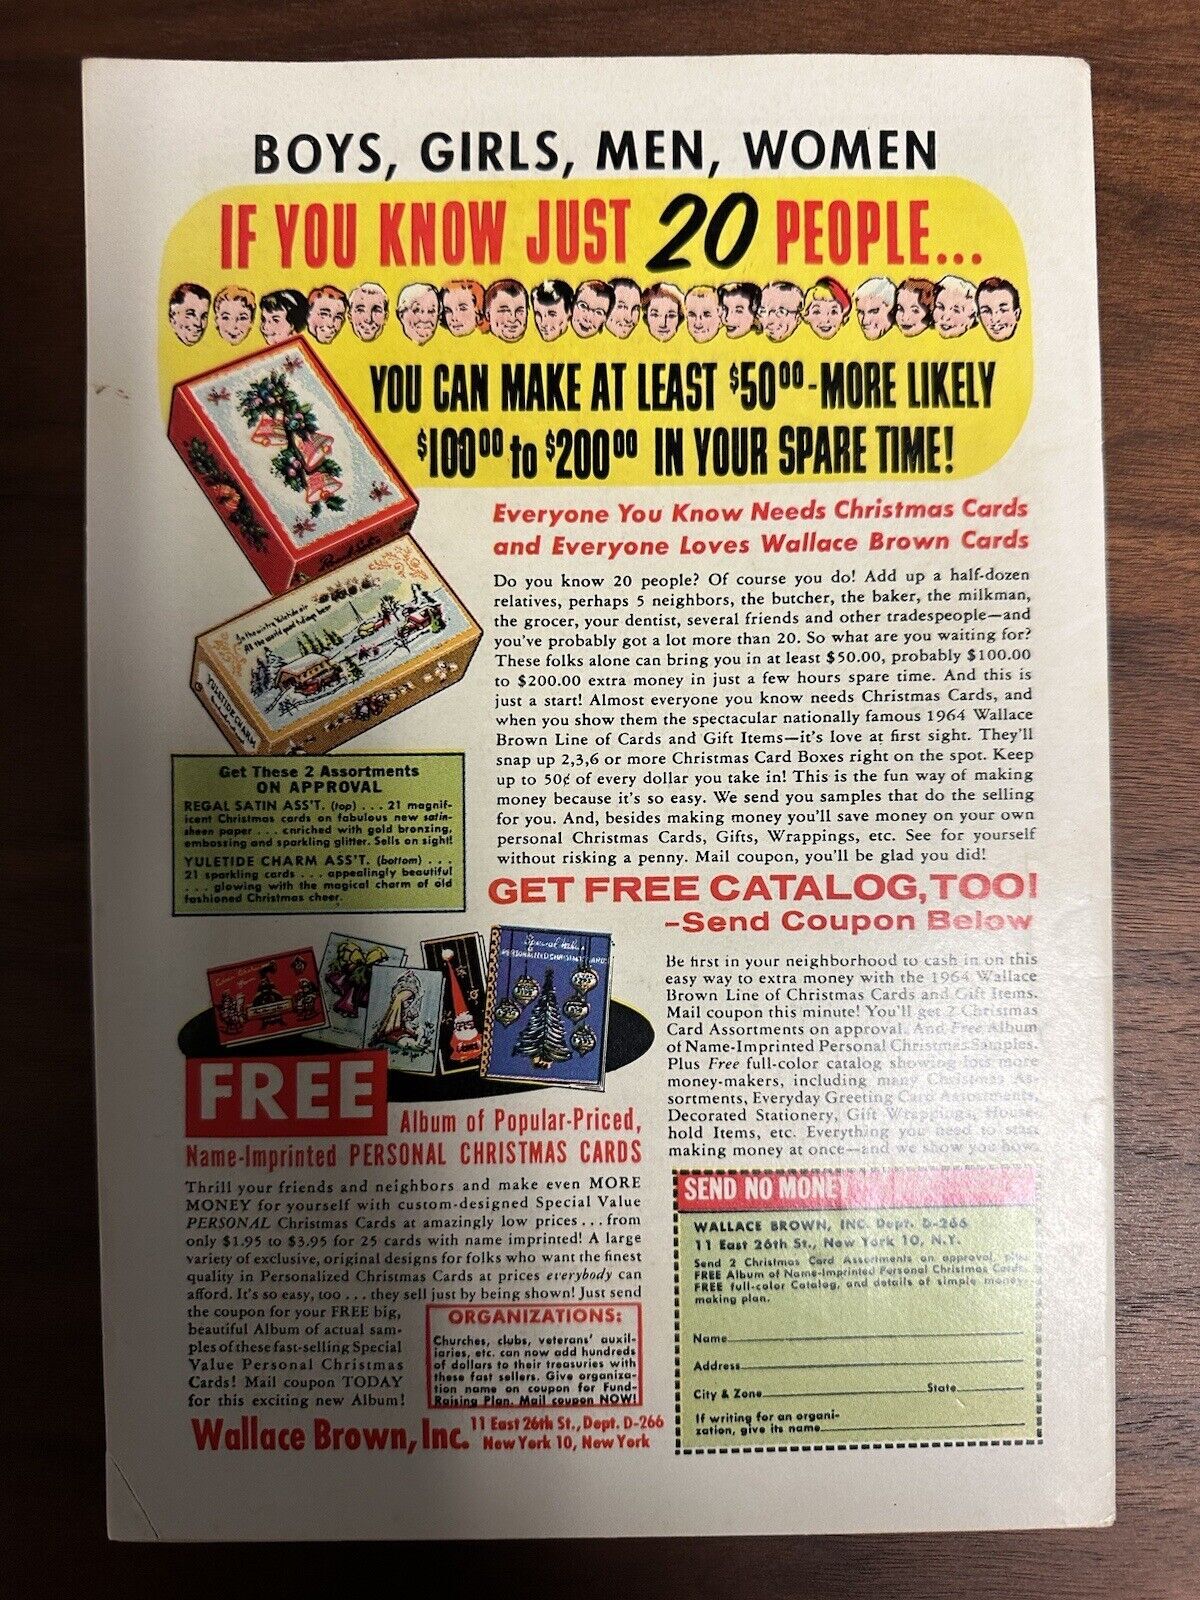 BOYS, GIRLS, MEN, WOMEN
IF YOU KNOW JUST 20 PEOPLE...
YOU CAN MAKE AT LEAST $50.00-MORE LIKELY
$100.00 to $200.00 IN YOUR SPARE TIME!
Everyone You Know Needs Christmas Cards
and Everyone Loves Wallace Brown Cards
Do you know 20 people? Of course you do! Add up a half-dozen
relatives, perhaps 5 neighbors, the butcher, the baker, the milkman,
the grocer, your dentist, several friends and other tradespeople—and
you've probably got a lot more than 20. So what are you waiting for?
These folks alone can bring you in at least $50.00, probably $100.00
to $200.00 extra money in just a few hours spare time. And this is
just a start! Almost everyone you know needs Christmas Cards, and
when you show them the spectacular nationally famous 1964 Wallace
Brown Line of Cards and Gift Items—it's love at first sight. They'll
snap up 2,3,6 or more Christmas Card Boxes right on the spot. Keep
up to 50¢ of every dollar you take in! This is the fun way of making
money because it's so easy. We send you samples that do the selling
for you. And, besides making money you'll save money on your own
personal Christmas Cards, Gifts, Wrappings, etc. See for yourself
without risking a penny. Mail coupon, you'll be glad you did!
YULETIDE CHARM
Get These 2 Assortments
ON APPROVAL
REGAL SATIN ASS'T. (top) . . . 21 magnif-
icent Christmas cards on fabulous new satin-
sheen paper . . . enriched with gold bronzing,
embossing and sparkling glitter. Sells on sight!
YULETIDE CHARM ASS'T. (bottom) . . .
21 sparkling cards . . . appealingly beautiful
. . . glowing with the magical charm of old
fashioned Christmas cheer.
GET FREE CATALOG, TOO!
-Send Coupon Below
Be first in your neighborhood to cash in on this
easy way to extra money with the 1964 Wallace
Brown Line of Christmas Cards and Gift Items.
Mail coupon this minute! You'll get 2 Christmas
Card Assortments on approval. And Free Album
of Name-Imprinted Personal Christmas Samples.
Plus Free full-color catalog showing lots more
money-makers, including many Christmas As-
sortments, Everyday Greeting Card Assortments,
Decorated Stationery, Gift Wrappings, House-
hold Items, etc. Everything you need to start
making money at once—and we show you how.
FREE
Album of Popular-Priced,
Name-Imprinted PERSONAL CHRISTMAS CARDS
Thrill your friends and neighbors and make even MORE
MONEY for yourself with custom-designed Special Value
PERSONAL Christmas Cards at amazingly low prices . . . from
only $1.95 to $3.95 for 25 cards with name imprinted! A large
variety of exclusive, original designs for folks who want the finest
quality in Personalized Christmas Cards at prices everybody can
afford. It's so easy, too . . . they sell just by being shown! Just send
the coupon for your FREE big,
beautiful Album of actual sam-
ples of these fast-selling Special
Value Personal Christmas
Cards! Mail coupon TODAY
for this exciting new Album!
ORGANIZATIONS:
Churches, clubs, veterans' auxil-
iaries, etc. can now add hundreds
of dollars to their treasuries with
these fast sellers. Give organiza-
tion name on coupon for Fund-
Raising Plan. Mail coupon NOW!
Wallace Brown, Inc. 11 East 26th St., Dept. D-266
New York 10, New York
SEND NO MONEY
WALLACE BROWN, INC. Dept. D-266
11 East 26th St., New York 10, N.Y.
Send 2 Christmas Card Assortments on approval, plus
FREE Album of Name-Imprinted Personal Christmas Cards,
FREE full-color Catalog, and details of simple money-
making plan.
Name
Address
City & Zone State
If writing for an organi-
zation, give its name